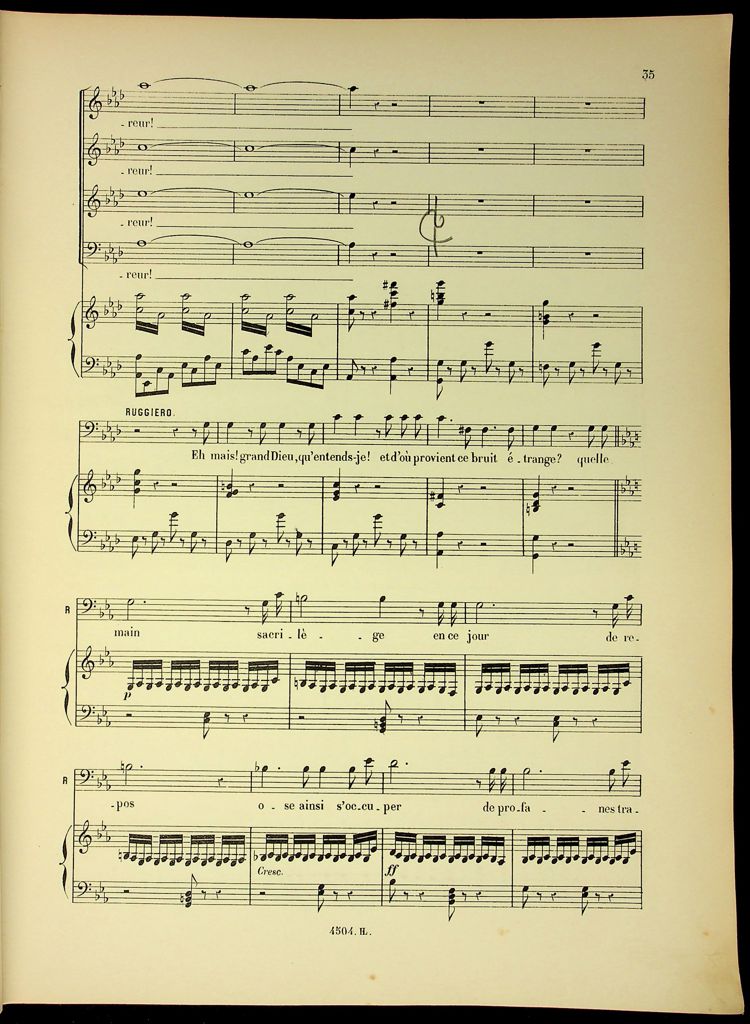 35
- reur!
- reur!
- reur!
- reur!
RUGGIERO.
Eh mais! grand Dieu, qu'entends-je! et d'où provient ce bruit é-trange? quelle
R
main sacri-lè-ge en ce jour de re-
p
R
-pos o-se ainsi s'oc-cu-per de pro-fa-nes tra-
Cresc. ff
4504. H.